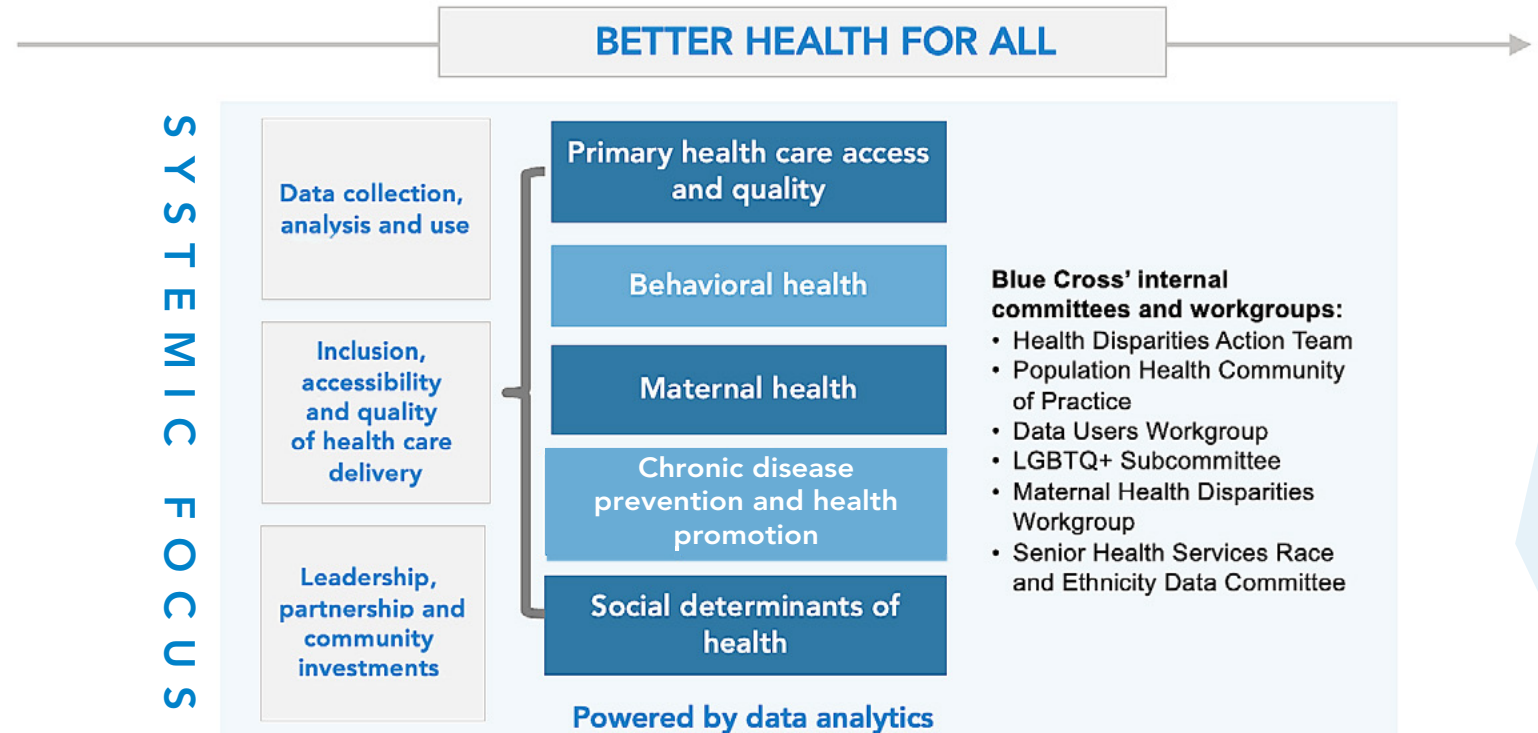 BETTER HEALTH FOR ALL
SYSTEMIC FOCUS
Data collection,
analysis and use
Inclusion,
accessibility
and quality
of health care
delivery
Leadership,
partnership and
community
investments
Primary health care access
and quality
Behavioral health
Maternal health
Chronic disease
prevention and health
promotion
Social determinants of
health
Powered by data analytics
Blue Cross’ internal
committees and workgroups:
• Health Disparities Action Team
• Population Health Community
of Practice
• Data Users Workgroup
• LGBTQ+ Subcommittee
• Maternal Health Disparities
Workgroup
• Senior Health Services Race
and Ethnicity Data Committee